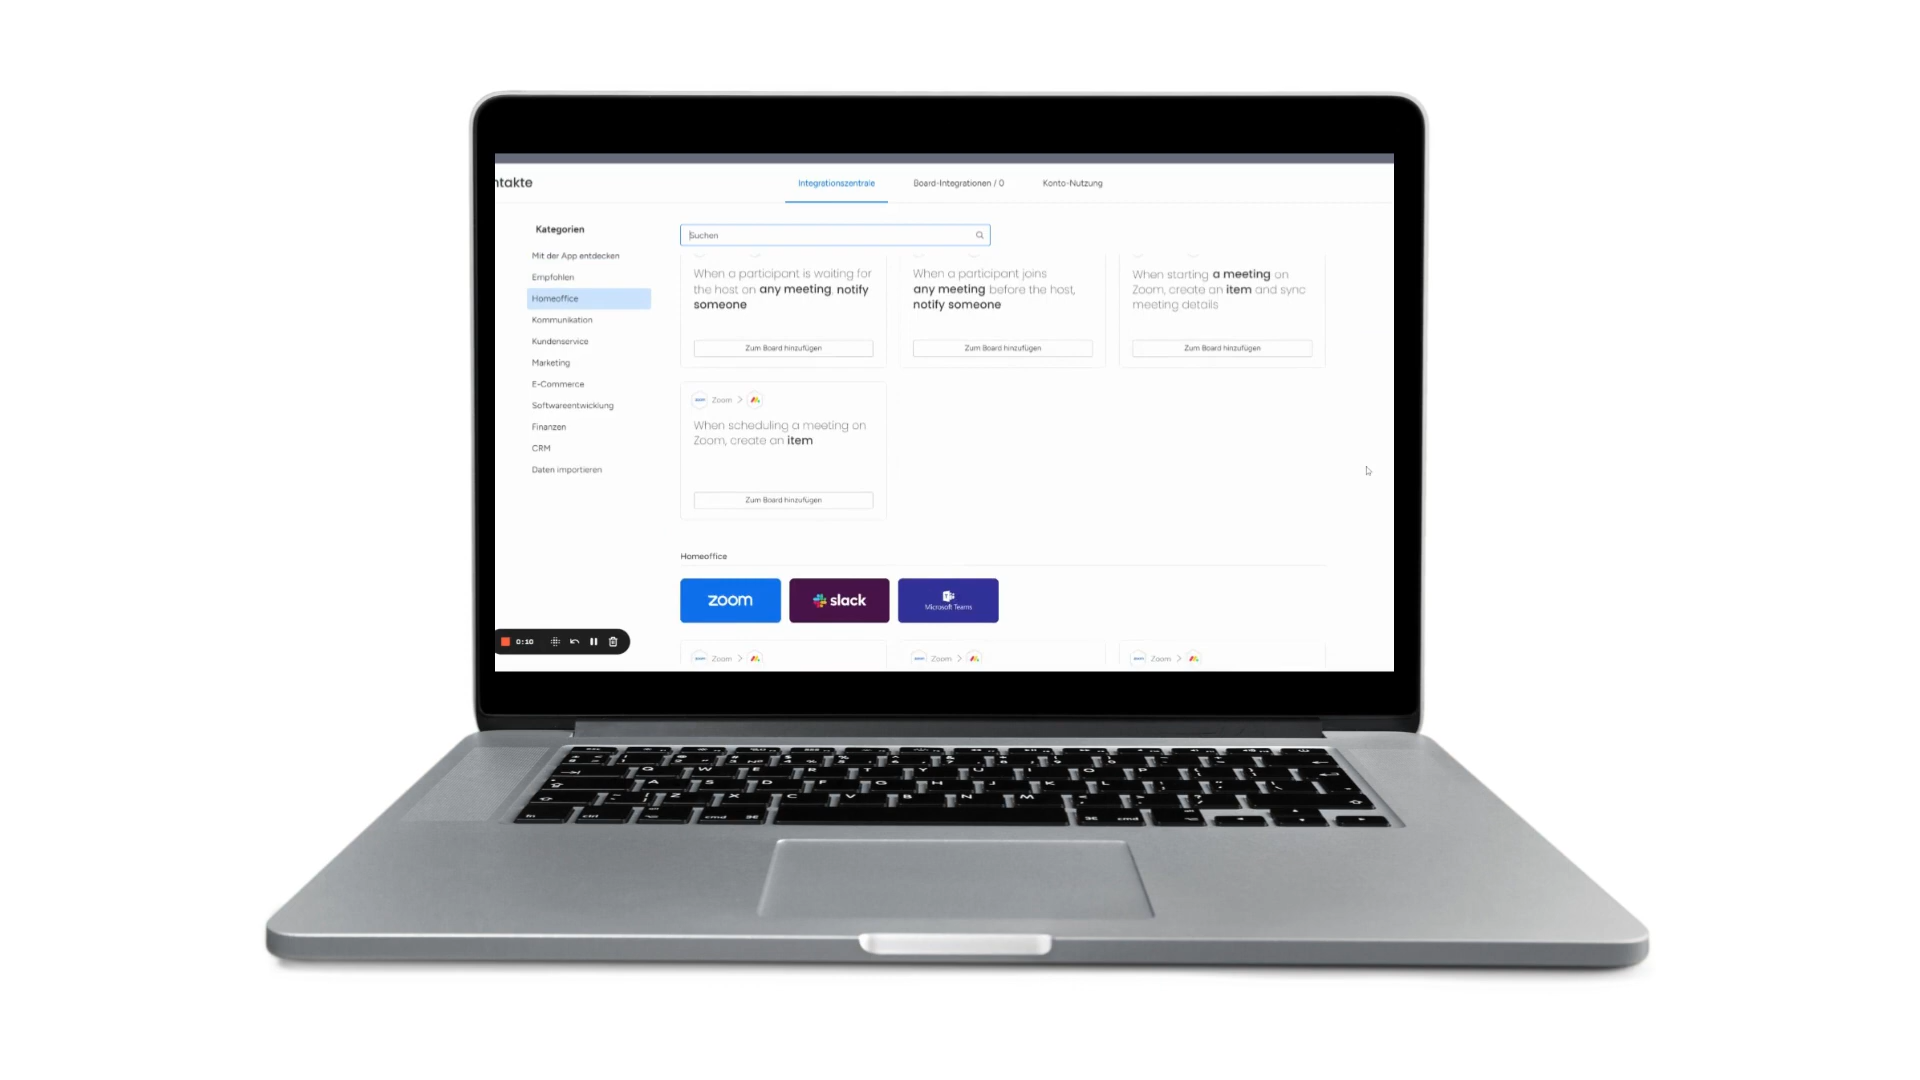 ntakte
Integrationszentrale
Board-Integrationen / 0
Konto-Nutzung
Kategorien
Mit der App entdecken
Empfohlen
Homeoffice
Kommunikation
Kundenservice
Marketing
E-Commerce
Softwareentwicklung
Finanzen
CRM
Daten importieren
Suchen
When a participant is waiting for
the host on any meeting, notify
someone
Zum Board hinzufügen
When a participant joins
any meeting before the host,
notify someone
Zum Board hinzufügen
When starting a meeting on
Zoom, create an item and sync
meeting details
Zum Board hinzufügen
Zoom >
When scheduling a meeting on
Zoom, create an item
Zum Board hinzufügen
Homeoffice
zoom
slack
Microsoft Teams
0:10
Zoom >
Zoom >
Zoom >
Q W E R T Y U I O P
A S D F G H J K L
Z X C V B N M
fn ctrl cmd cmd